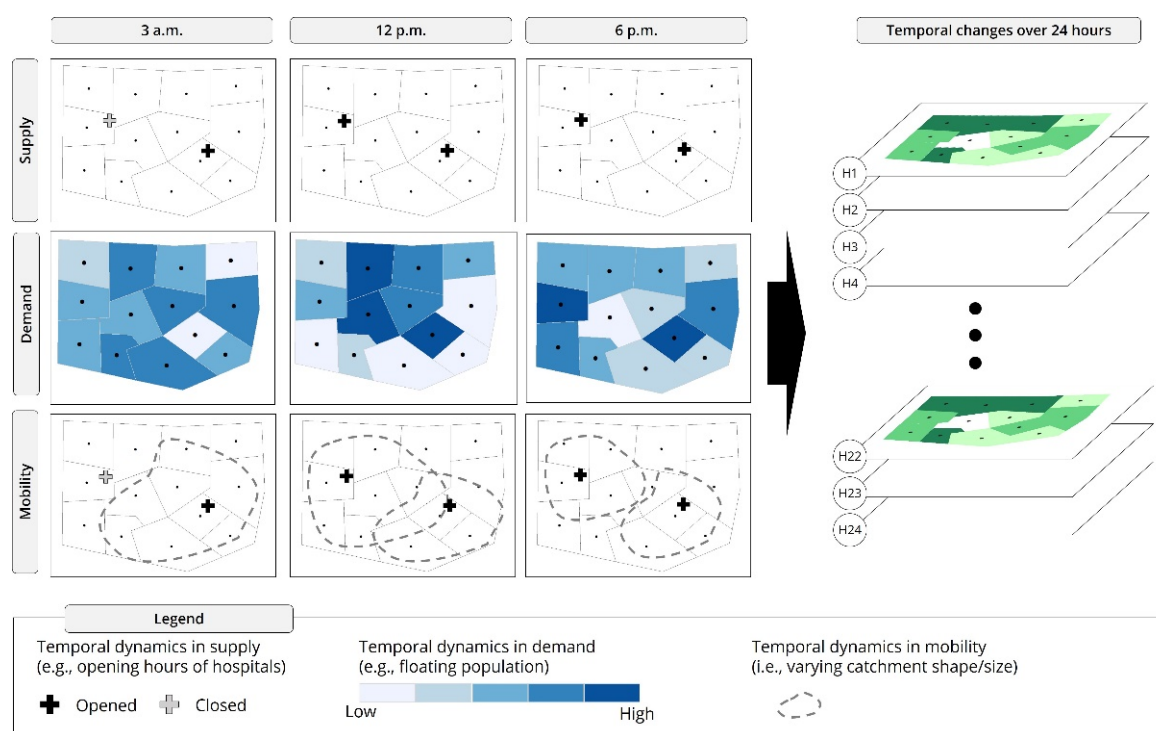 3 a.m.
12 p.m.
6 p.m.
Temporal changes over 24 hours
Supply
Demand
Mobility
H1
H2
H3
H4
H22
H23
H24
Legend
Temporal dynamics in supply
(e.g., opening hours of hospitals)
Opened
Closed
Temporal dynamics in demand
(e.g., floating population)
Low
High
Temporal dynamics in mobility
(i.e., varying catchment shape/size)